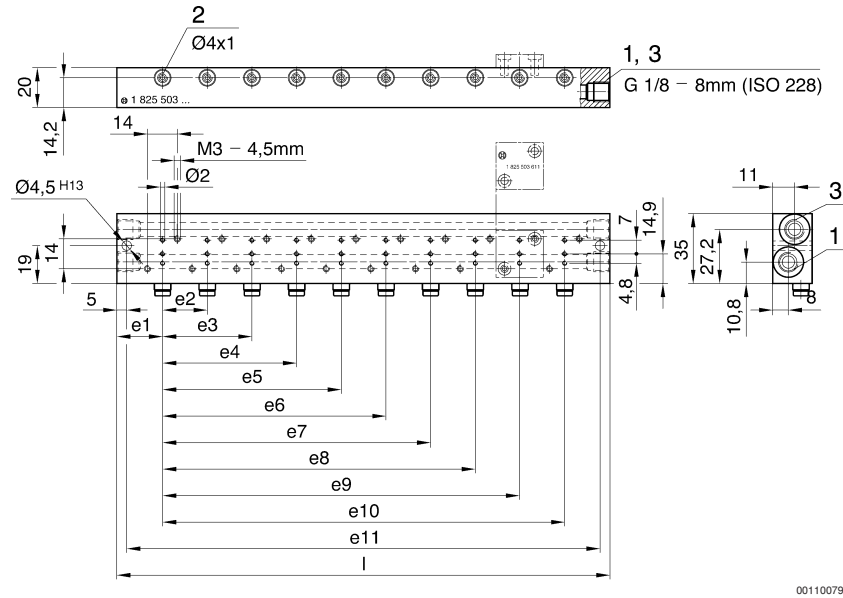 2
Ø4x1
1, 3
G 1/8 – 8mm (ISO 228)
20
14,2
1 825 503 ...
14
M3 – 4,5mm
Ø2
Ø4,5 H13
1 825 503 611
11
3
7
14,9
35
27,2
1
19
14
5
e1
e2
4,8
10,8
8
e3
e4
e5
e6
e7
e8
e9
e10
e11
l
00110079